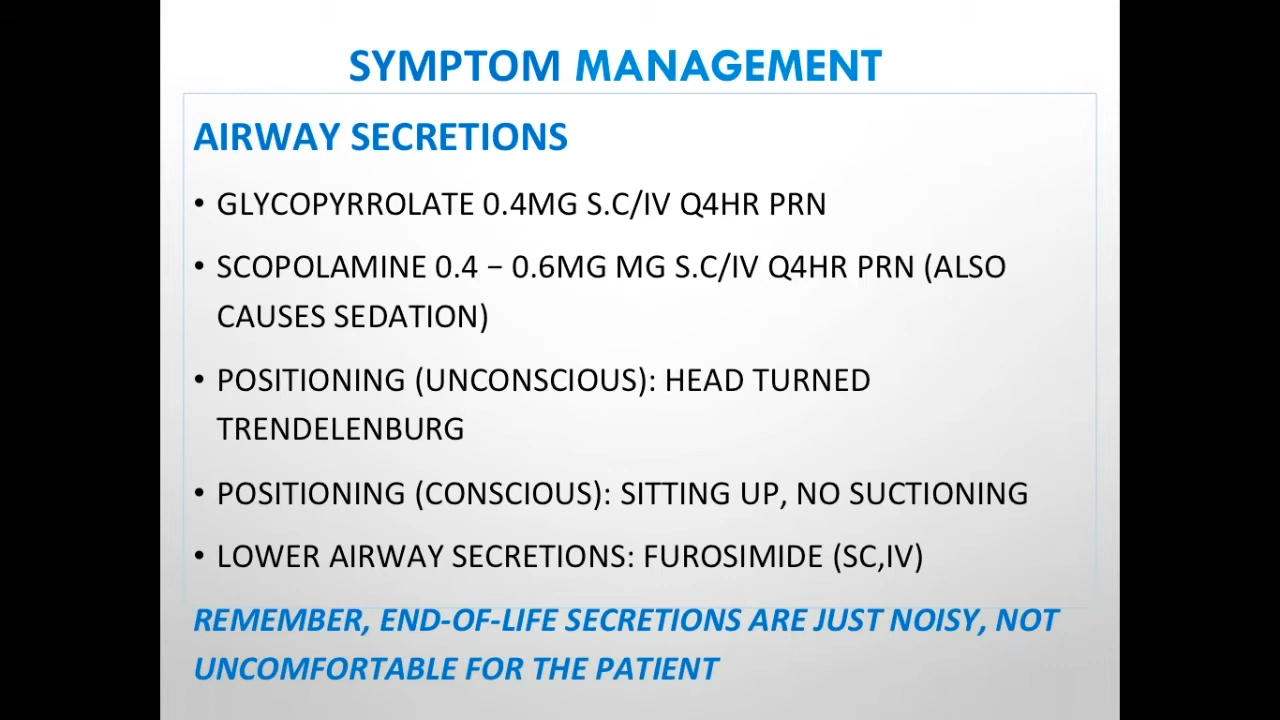 SYMPTOM MANAGEMENT
AIRWAY SECRETIONS
• GLYCOPYRROLATE 0.4MG S.C/IV Q4HR PRN
• SCOPOLAMINE 0.4 – 0.6MG MG S.C/IV Q4HR PRN (ALSO
CAUSES SEDATION)
• POSITIONING (UNCONSCIOUS): HEAD TURNED
TRENDELENBURG
• POSITIONING (CONSCIOUS): SITTING UP, NO SUCTIONING
• LOWER AIRWAY SECRETIONS: FUROSIMIDE (SC,IV)
REMEMBER, END-OF-LIFE SECRETIONS ARE JUST NOISY, NOT
UNCOMFORTABLE FOR THE PATIENT